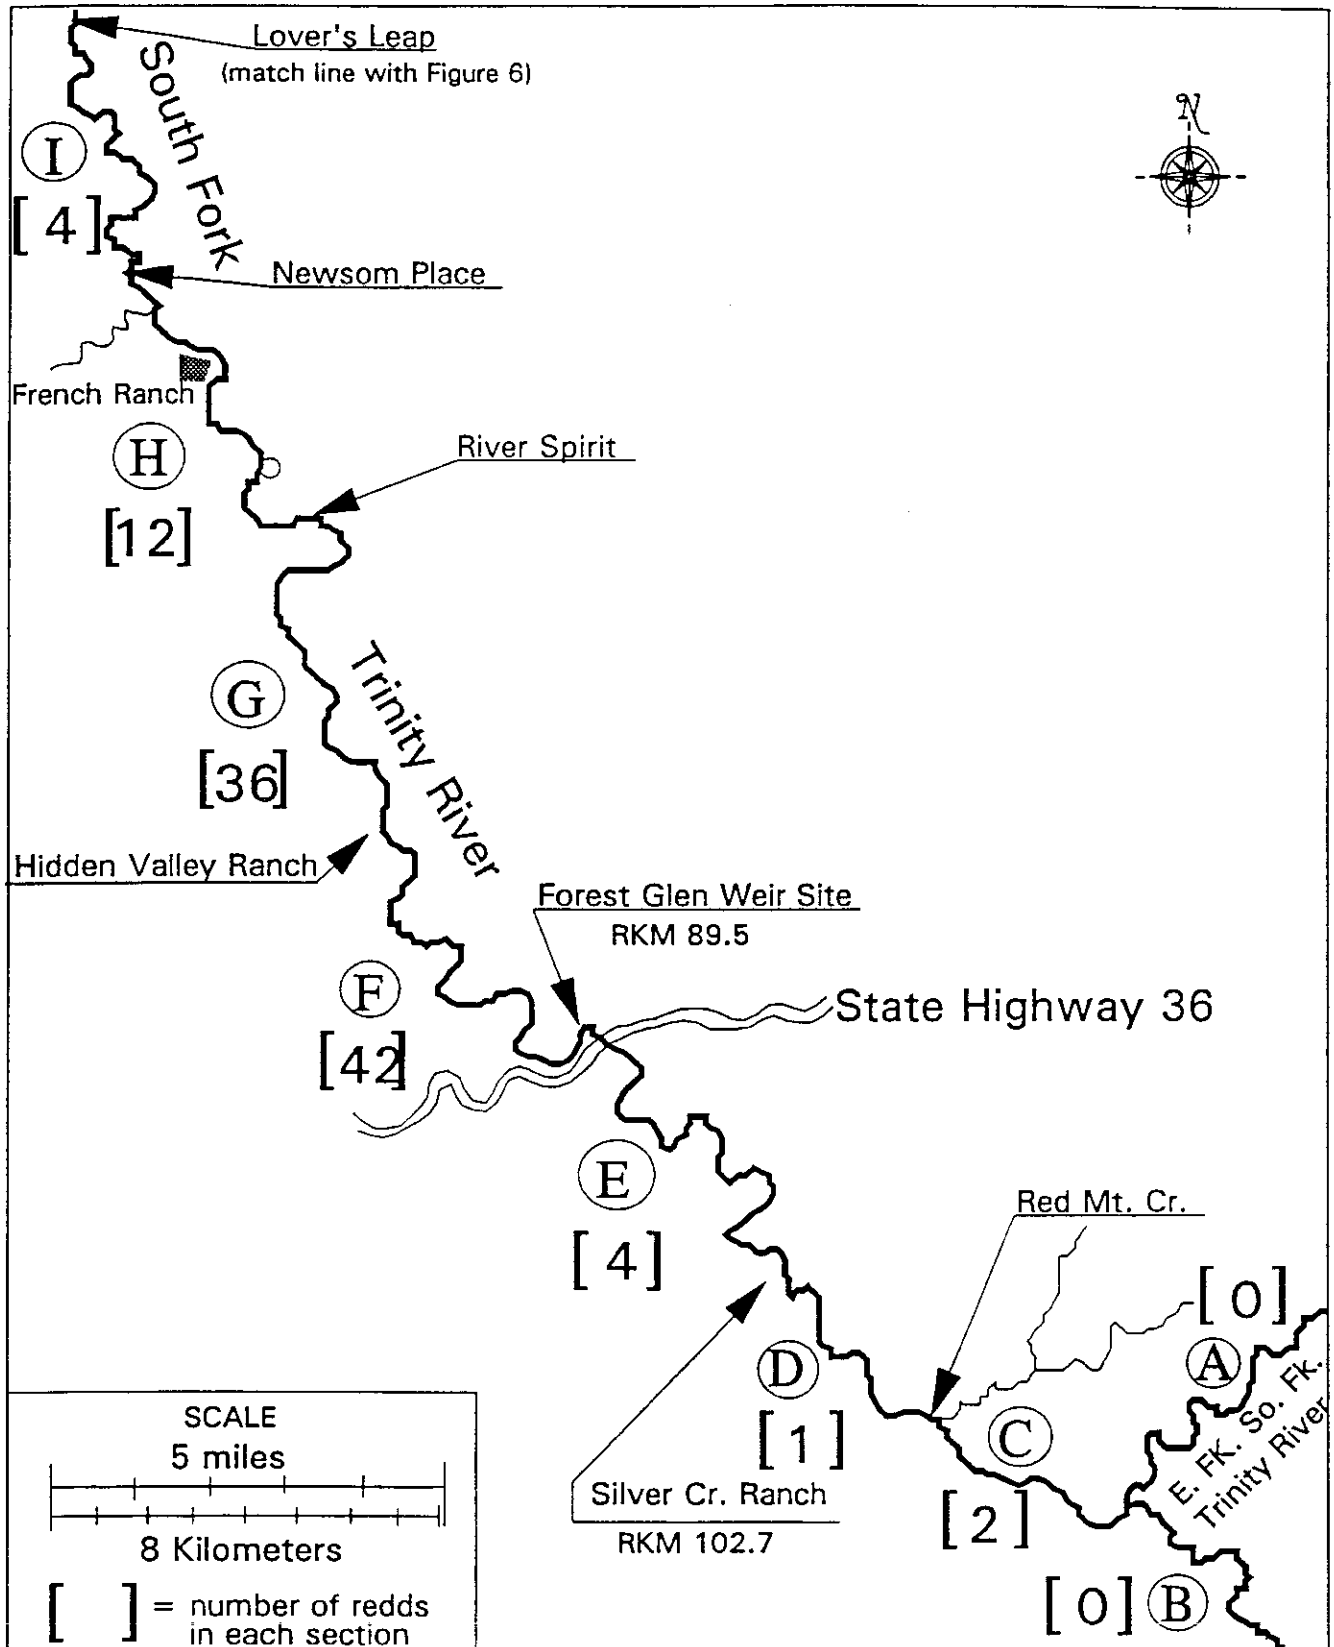 Lover's Leap
(match line with Figure 6)
South Fork
N
I
[ 4 ]
Newsom Place
French Ranch
H
[12]
River Spirit
G
[36]
Trinity River
Hidden Valley Ranch
Forest Glen Weir Site
RKM 89.5
F
[42]
State Highway 36
E
[ 4 ]
Red Mt. Cr.
[ 0 ]
A
E. Fk. So. Fk.
Trinity River
D
[ 1 ]
C
[ 2 ]
Silver Cr. Ranch
RKM 102.7
[ 0 ]
B
SCALE
5 miles
8 Kilometers
[ ] = number of redds
in each section